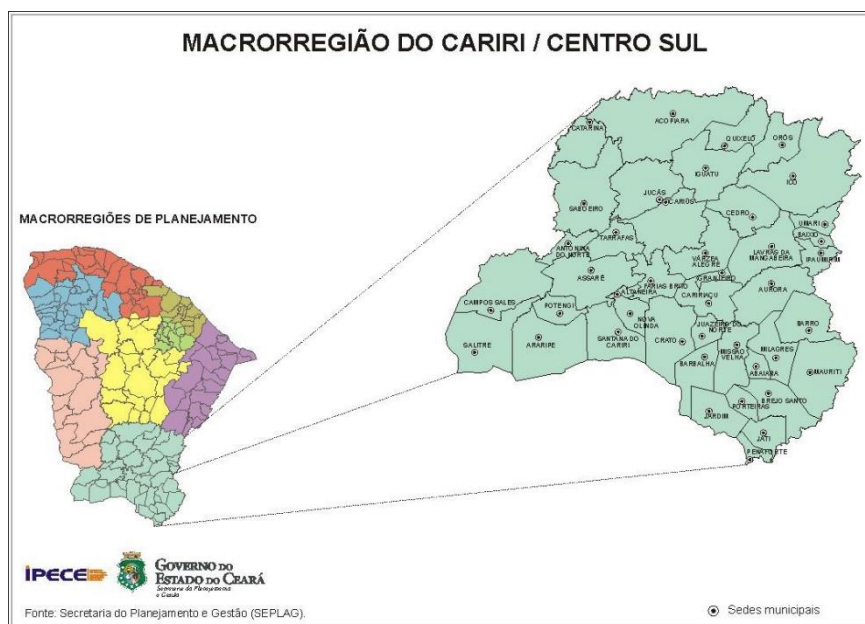 MACRORREGIÃO DO CARIRI / CENTRO SUL
CATARINA
ACOPIARA
QUIXELÔ
ORÓS
IGUATU
ICÓ
JUCÁS
CARIÚS
SABOEIRO
CEDRO
UMARI
BAIXIO
IPAUMIRIM
TARRAFAS
ANTONINA
DO NORTE
VÁRZEA
ALEGRE
LAVRAS DA
MANGABEIRA
GRANJEIRO
ASSARÉ
FARIAS BRITO
ALTANEIRA
CARIRIAÇU
AURORA
CAMPOS SALES
POTENGI
NOVA
OLINDA
JUAZEIRO DO
NORTE
BARRO
SALITRE
ARARIPE
SANTANA DO
CARIRI
CRATO
BARBALHA
MISSÃO
VELHA
MILAGRES
ABAIARA
MAURITI
BREJO SANTO
PORTEIRAS
JARDIM
JATI
PENAFORTE
MACRORREGIÕES DE PLANEJAMENTO
IPECE
GOVERNO DO
ESTADO DO CEARÁ
Secretaria do Planejamento
e Gestão
Fonte: Secretaria do Planejamento e Gestão (SEPLAG).
Sedes municipais